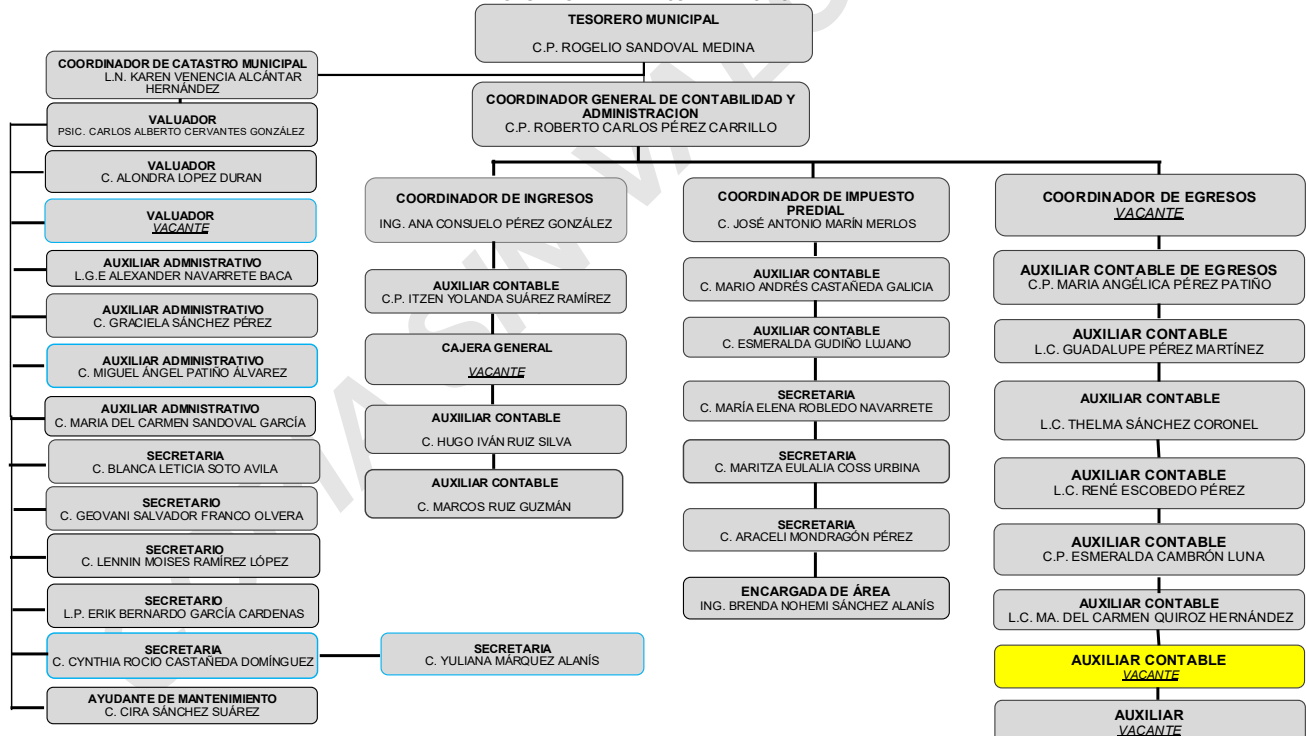 TESORERO MUNICIPAL
C.P. ROGELIO SANDOVAL MEDINA
COORDINADOR DE CATASTRO MUNICIPAL
L.N. KAREN VENENCIA ALCÁNTAR
HERNÁNDEZ
COORDINADOR GENERAL DE CONTABILIDAD Y
ADMINISTRACION
C.P. ROBERTO CARLOS PÉREZ CARRILLO
VALUADOR
PSIC. CARLOS ALBERTO CERVANTES GONZÁLEZ
VALUADOR
C. ALONDRA LOPEZ DURAN
VALUADOR
VACANTE
AUXILIAR ADMNISTRATIVO
L.G.E ALEXANDER NAVARRETE BACA
AUXILIAR ADMINISTRATIVO
C. GRACIELA SÁNCHEZ PÉREZ
AUXILIAR ADMINISTRATIVO
C. MIGUEL ÁNGEL PATIÑO ÁLVAREZ
AUXILIAR ADMNISTRATIVO
C. MARIA DEL CARMEN SANDOVAL GARCÍA
SECRETARIA
C. BLANCA LETICIA SOTO AVILA
SECRETARIO
C. GEOVANI SALVADOR FRANCO OLVERA
SECRETARIO
C. LENNIN MOISES RAMÍREZ LÓPEZ
SECRETARIO
L.P. ERIK BERNARDO GARCÍA CARDENAS
SECRETARIA
C. CYNTHIA ROCIO CASTAÑEDA DOMÍNGUEZ
SECRETARIA
C. YULIANA MÁRQUEZ ALANÍS
AYUDANTE DE MANTENIMIENTO
C. CIRA SÁNCHEZ SUÁREZ
COORDINADOR DE INGRESOS
ING. ANA CONSUELO PÉREZ GONZÁLEZ
AUXILIAR CONTABLE
C.P. ITZEN YOLANDA SUÁREZ RAMÍREZ
CAJERA GENERAL
VACANTE
AUXIILIAR CONTABLE
C. HUGO IVÁN RUIZ SILVA
AUXILIAR CONTABLE
C. MARCOS RUIZ GUZMÁN
COORDINADOR DE IMPUESTO
PREDIAL
C. JOSÉ ANTONIO MARÍN MERLOS
AUXILIAR CONTABLE
C. MARIO ANDRÉS CASTAÑEDA GALICIA
AUXILIAR CONTABLE
C. ESMERALDA GUDIÑO LUJANO
SECRETARIA
C. MARÍA ELENA ROBLEDO NAVARRETE
SECRETARIA
C. MARITZA EULALIA COSS URBINA
SECRETARIA
C. ARACELI MONDRAGÓN PÉREZ
ENCARGADA DE ÁREA
ING. BRENDA NOHEMI SÁNCHEZ ALANÍS
COORDINADOR DE EGRESOS
VACANTE
AUXILIAR CONTABLE DE EGRESOS
C.P. MARIA ANGÉLICA PÉREZ PATIÑO
AUXILIAR CONTABLE
L.C. GUADALUPE PÉREZ MARTÍNEZ
AUXILIAR CONTABLE
L.C. THELMA SÁNCHEZ CORONEL
AUXILIAR CONTABLE
L.C. RENÉ ESCOBEDO PÉREZ
AUXILIAR CONTABLE
C.P. ESMERALDA CAMBRÓN LUNA
AUXILIAR CONTABLE
L.C. MA. DEL CARMEN QUIROZ HERNÁNDEZ
AUXILIAR CONTABLE
VACANTE
AUXILIAR
VACANTE